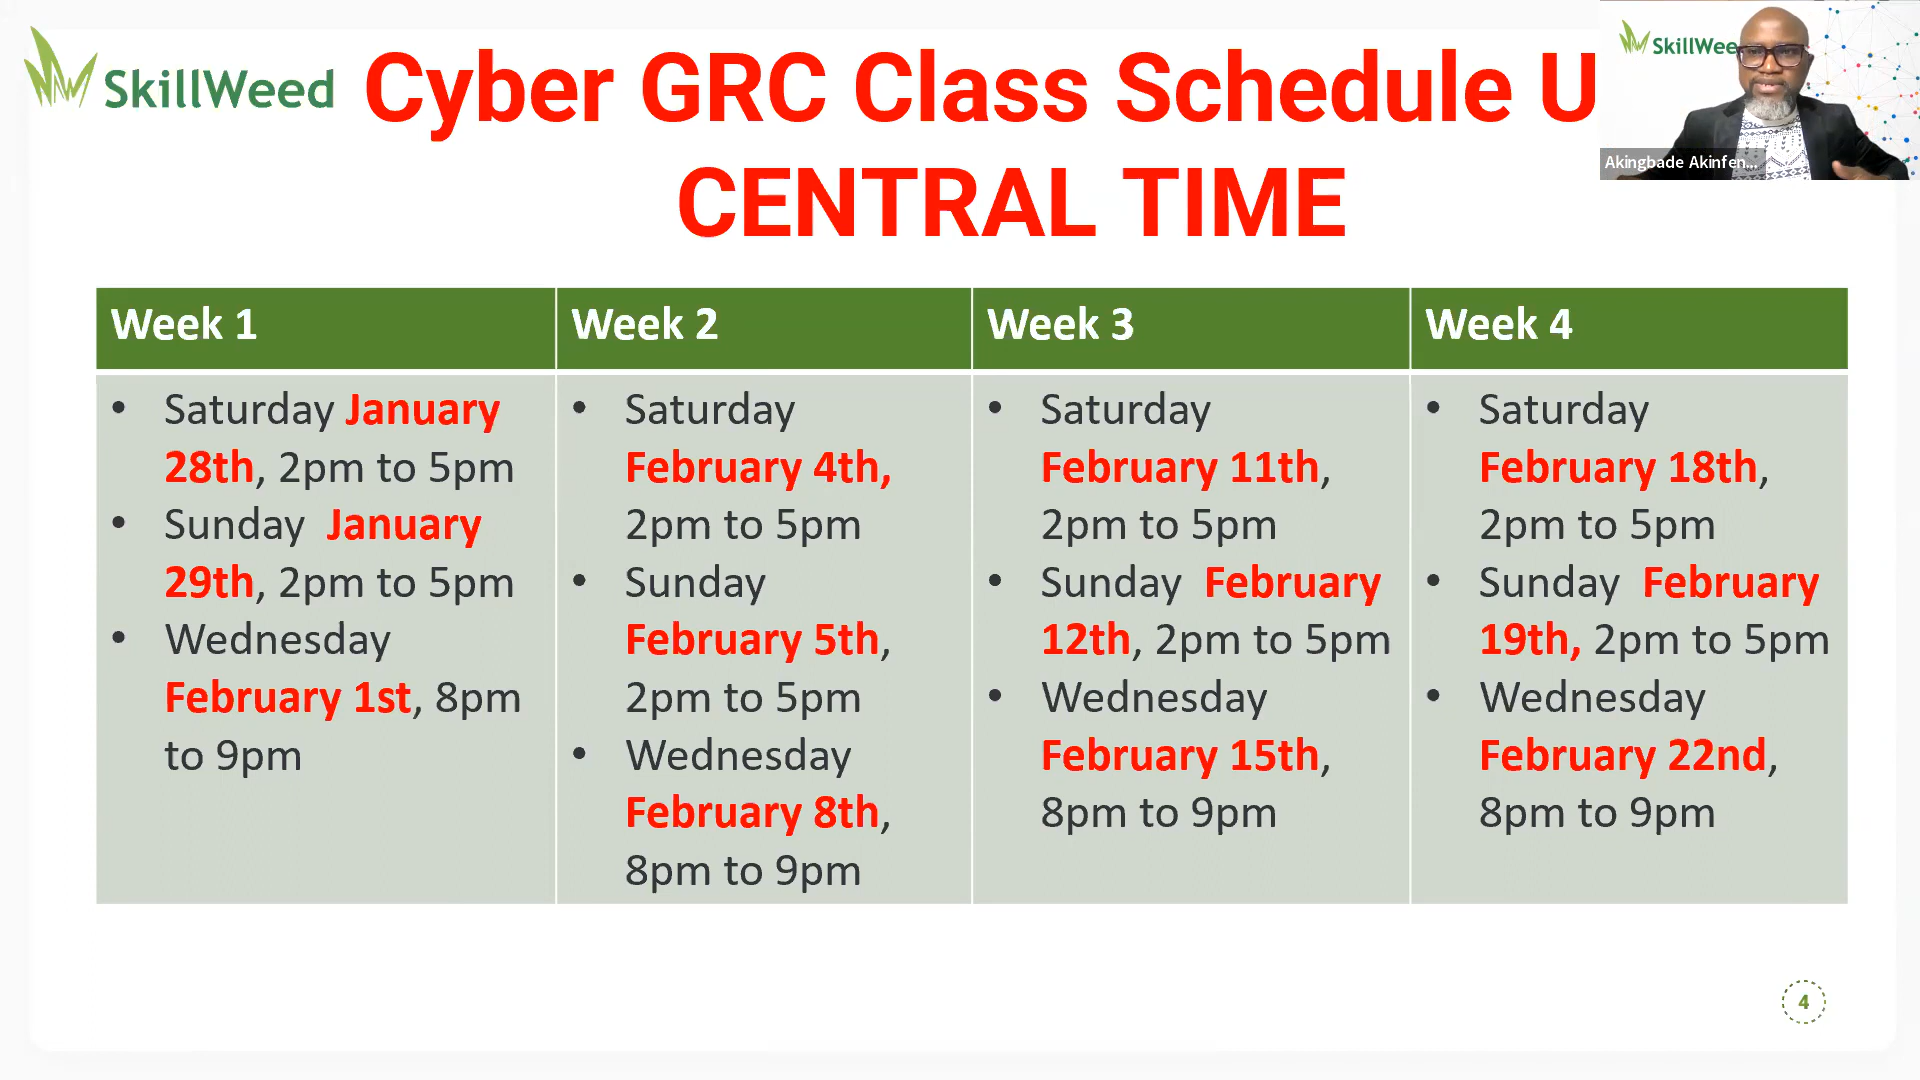 SkillWeed
Cyber GRC Class Schedule U
CENTRAL TIME
SkillWee
Akingbade Akinfen...
Week 1
Week 2
Week 3
Week 4
• Saturday January
28th, 2pm to 5pm
• Sunday January
29th, 2pm to 5pm
• Wednesday
February 1st, 8pm
to 9pm
• Saturday
February 4th,
2pm to 5pm
• Sunday
February 5th,
2pm to 5pm
• Wednesday
February 8th,
8pm to 9pm
• Saturday
February 11th,
2pm to 5pm
• Sunday February
12th, 2pm to 5pm
• Wednesday
February 15th,
8pm to 9pm
• Saturday
February 18th,
2pm to 5pm
• Sunday February
19th, 2pm to 5pm
• Wednesday
February 22nd,
8pm to 9pm
4